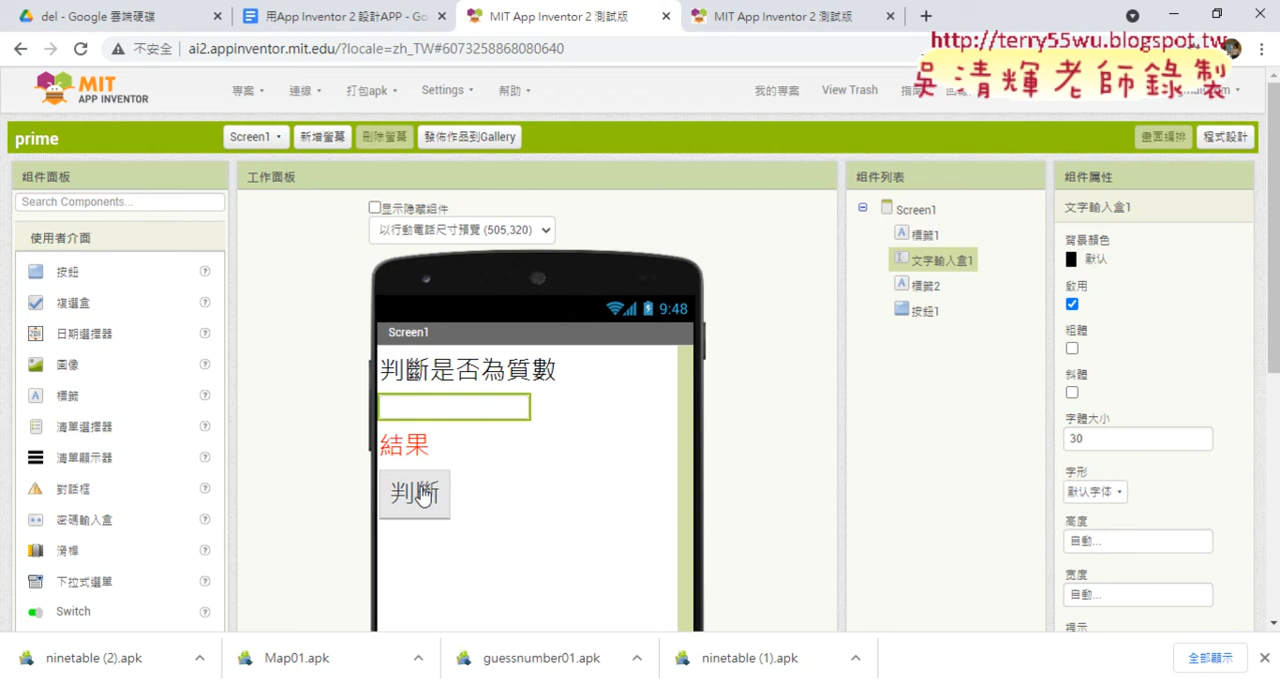 del - Google 雲端硬碟
用App Inventor 2 設計APP - Go
MIT App Inventor 2 測試版
MIT App Inventor 2 測試版
不安全
ai2.appinventor.mit.edu/?locale=zh_TW#6073258868080640
http://terry55wu.blogspot.tw
吳清輝老師錄製
MIT
APP INVENTOR
專案
連線
打包apk
Settings
幫助
我的專案
View Trash
prime
Screen1
新增螢幕
刪除螢幕
發佈作品到Gallery
畫面編排
程式設計
組件面板
工作面板
組件列表
組件屬性
Search Components...
使用者介面
按鈕
複選盒
日期選擇器
圖像
標籤
清單選擇器
清單顯示器
對話框
密碼輸入盒
滑桿
下拉式選單
Switch
显示隐藏组件
以行動電話尺寸預覽 (505,320)
9:48
Screen1
判斷是否為質數
結果
判斷
Screen1
標籤1
文字輸入盒1
標籤2
按鈕1
文字輸入盒1
背景顏色
默认
啟用
粗體
斜體
字體大小
30
字形
默认字体
高度
自動...
宽度
自動...
提示
ninetable (2).apk
Map01.apk
guessnumber01.apk
ninetable (1).apk
全部顯示